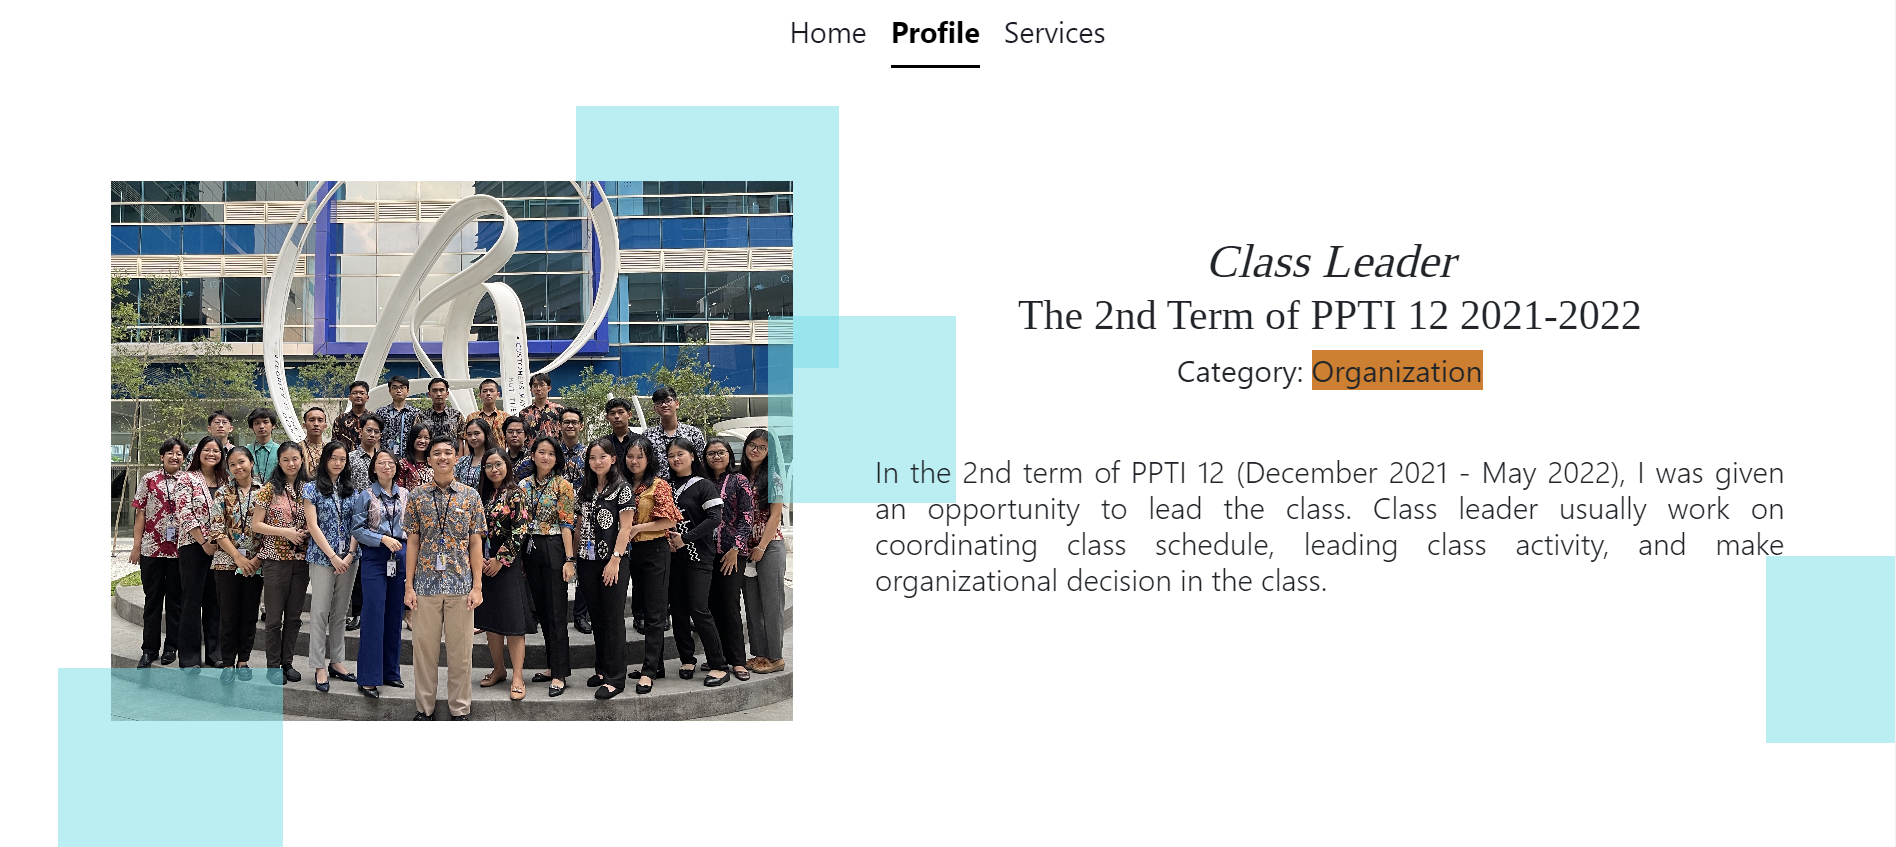 Home Profile Services
Class Leader
The 2nd Term of PPTI 12 2021-2022
Category: Organization
In the 2nd term of PPTI 12 (December 2021 - May 2022), I was given
an opportunity to lead the class. Class leader usually work on
coordinating class schedule, leading class activity, and make
organizational decision in the class.